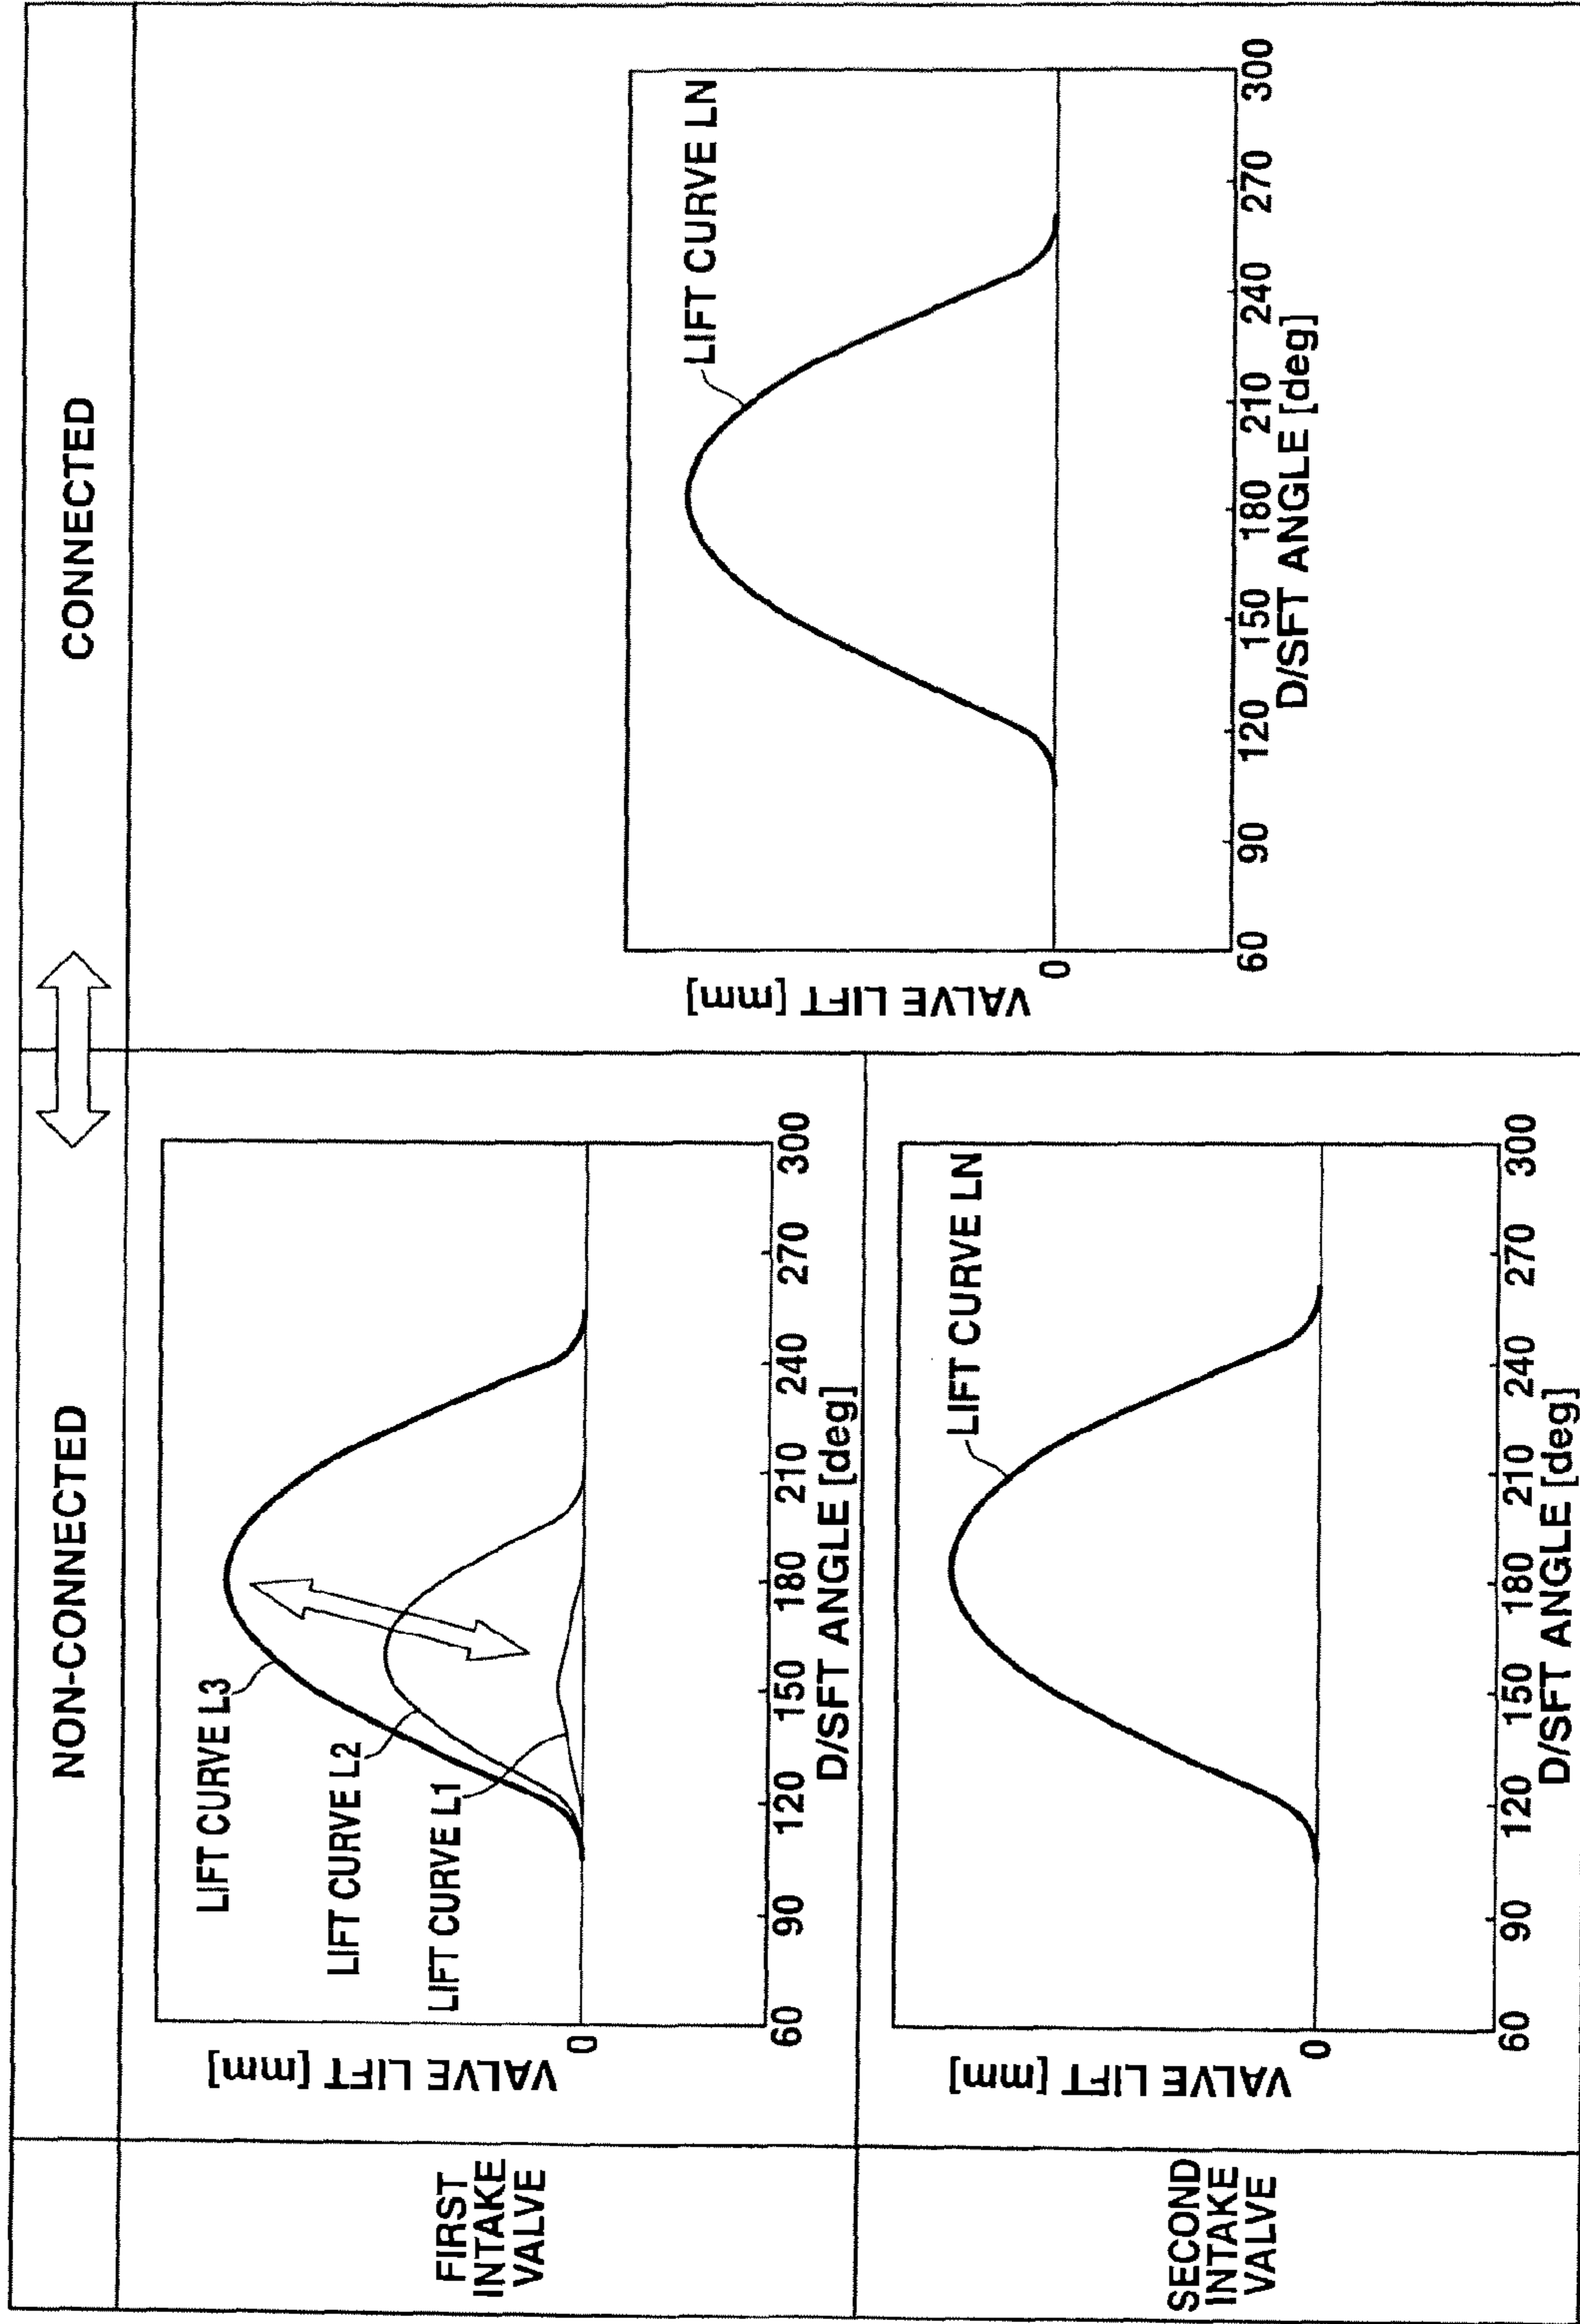 NON-CONNECTED
CONNECTED
FIRST
INTAKE
VALVE
VALVE LIFT [mm]
0
LIFT CURVE L3
LIFT CURVE L2
LIFT CURVE L1
60 90 120 150 180 210 240 270 300
D/SFT ANGLE [deg]
SECOND
INTAKE
VALVE
VALVE LIFT [mm]
0
LIFT CURVE LN
60 90 120 150 180 210 240 270 300
D/SFT ANGLE [deg]
VALVE LIFT [mm]
0
LIFT CURVE LN
60 90 120 150 180 210 240 270 300
D/SFT ANGLE [deg]